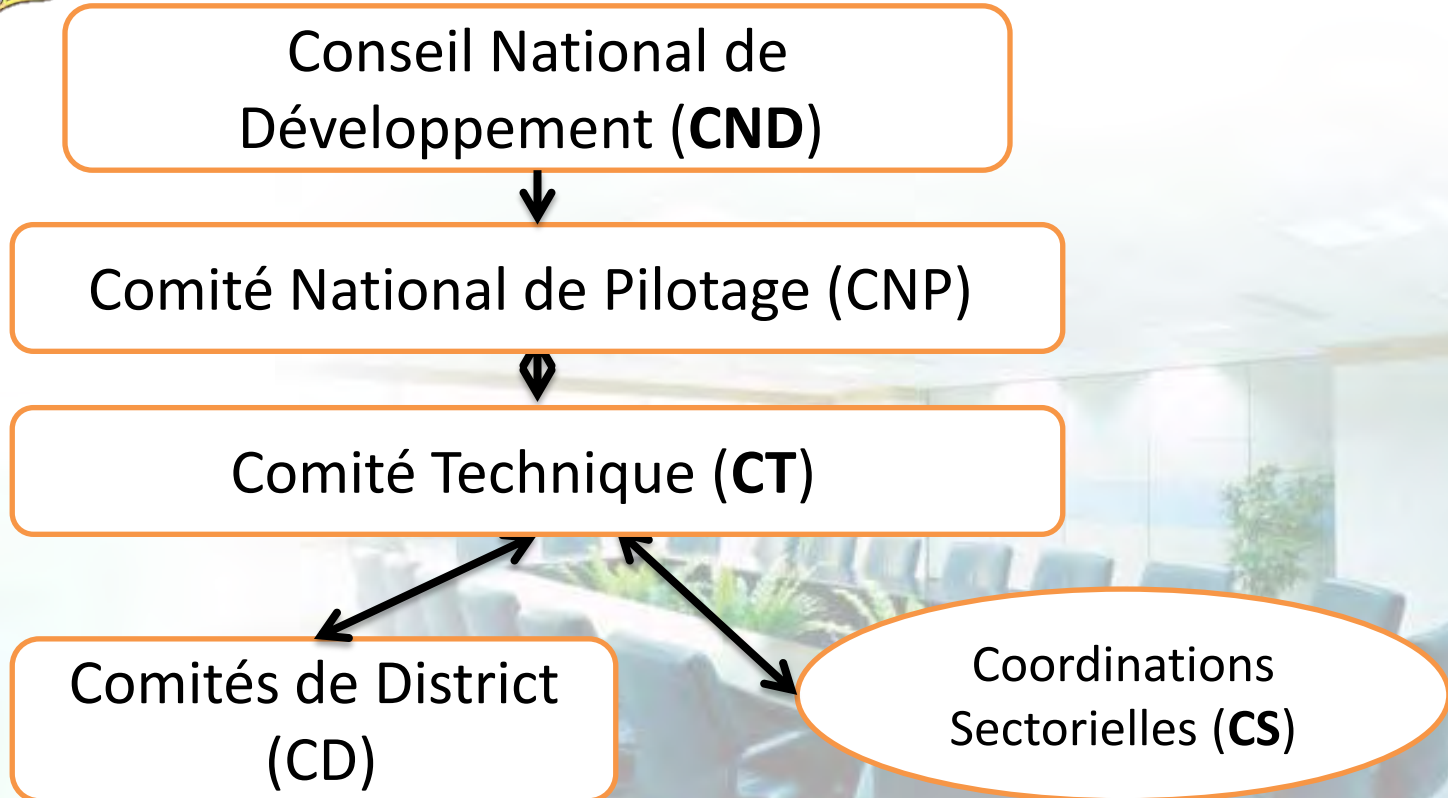 Conseil National de
Développement (CND)
Comité National de Pilotage (CNP)
Comité Technique (CT)
Comités de District
(CD)
Coordinations
Sectorielles (CS)